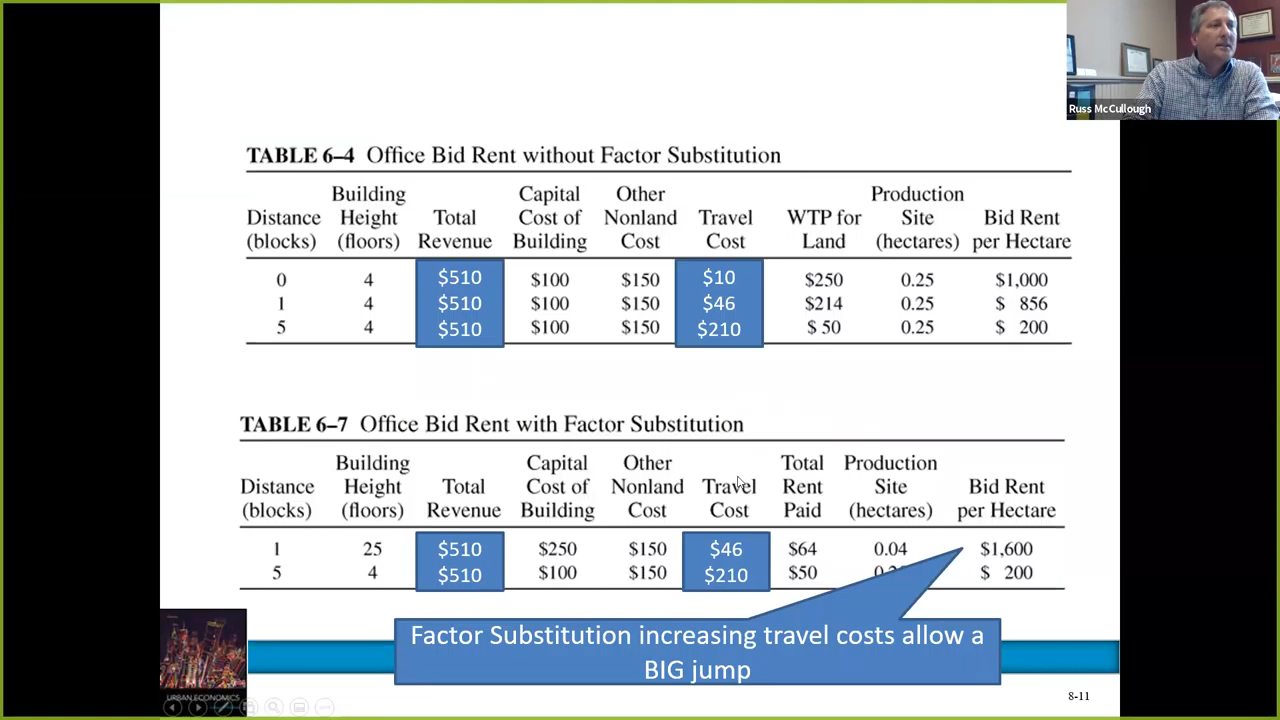 Russ McCullough
TABLE 6–4 Office Bid Rent without Factor Substitution
Building Capital Other Production
Distance Height Total Cost of Nonland Travel WTP for Site Bid Rent
(blocks) (floors) Revenue Building Cost Cost Land (hectares) per Hectare
0 4 $510 $100 $150 $10 $250 0.25 $1,000
1 4 $510 $100 $150 $46 $214 0.25 $ 856
5 4 $510 $100 $150 $210 $ 50 0.25 $ 200
TABLE 6–7 Office Bid Rent with Factor Substitution
Building Capital Other Total Production
Distance Height Total Cost of Nonland Travel Rent Site Bid Rent
(blocks) (floors) Revenue Building Cost Cost Paid (hectares) per Hectare
1 25 $510 $250 $150 $46 $64 0.04 $1,600
5 4 $510 $100 $150 $210 $50 $ 200
Factor Substitution increasing travel costs allow a
BIG jump
URBAN ECONOMICS
8-11